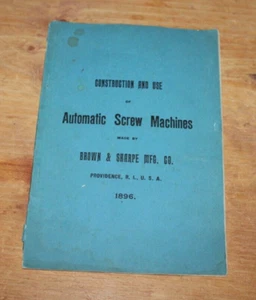 CONSTRUCTION AND USE
OF
Automatic Screw Machines
MADE BY
BROWN & SHARPE MFG. CO.
PROVIDENCE, R. I., U. S. A.
1896.